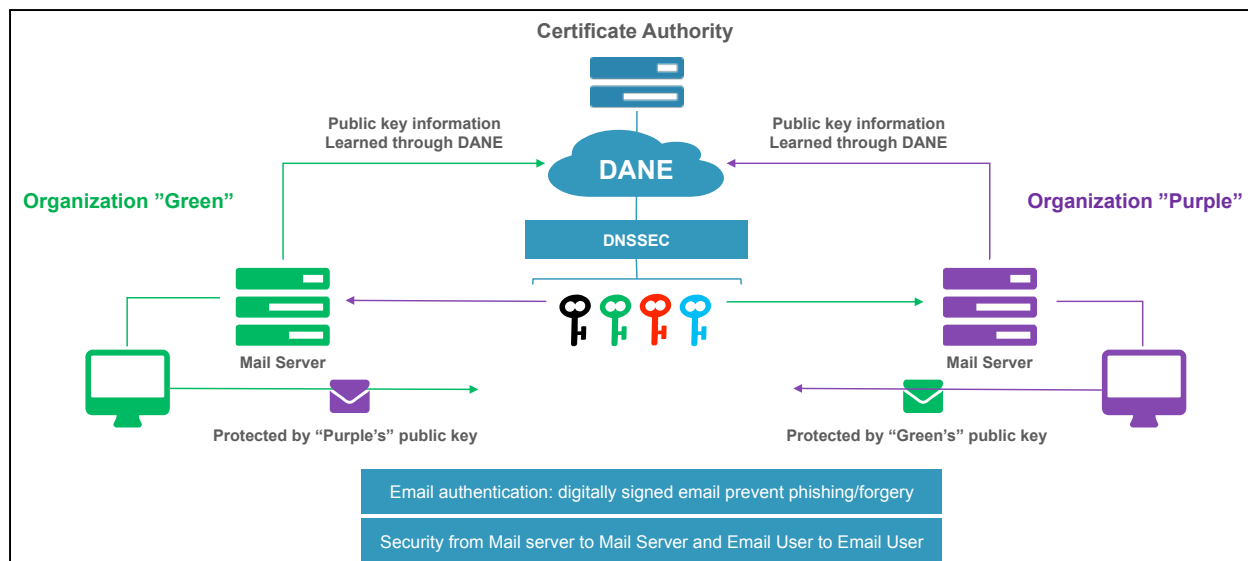 Certificate Authority
Public key information
Learned through DANE
Public key information
Learned through DANE
DANE
Organization ”Green”
Organization ”Purple”
DNSSEC
Mail Server
Mail Server
Protected by “Purple’s” public key
Protected by “Green’s” public key
Email authentication: digitally signed email prevent phishing/forgery
Security from Mail server to Mail Server and Email User to Email User